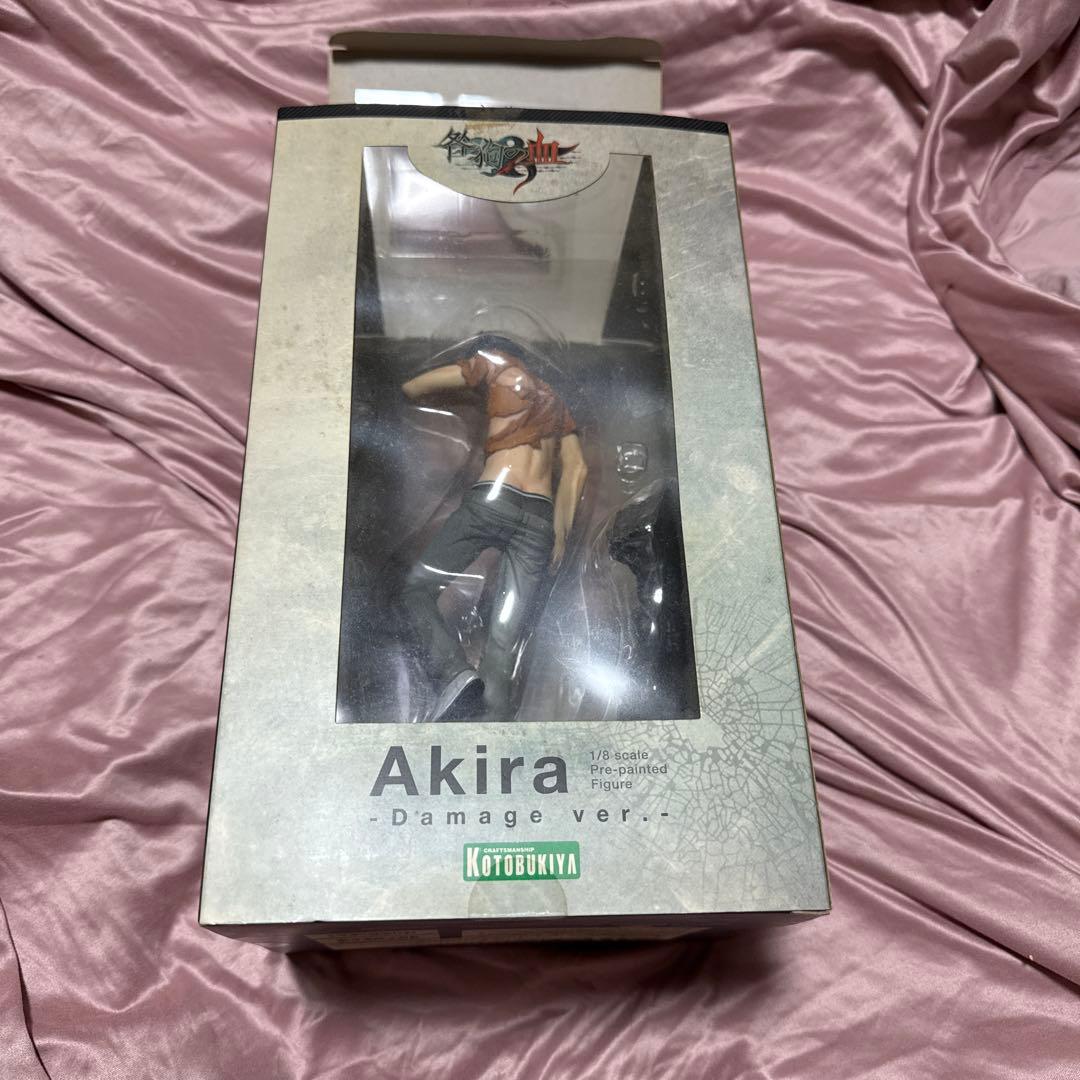 咎狗の血
Akira
1/8 scale
Pre-painted
Figure
-Damage ver.-
CRAFTSMANSHIP
KOTOBUKIYA